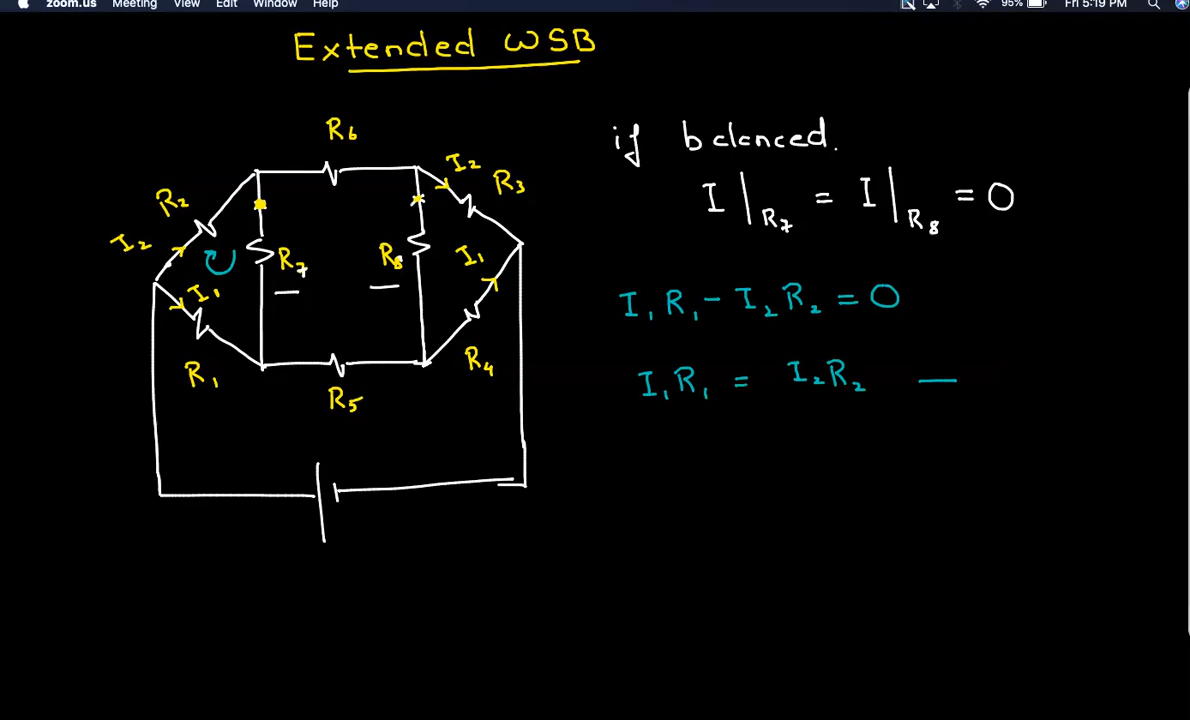 zoom.us Meeting View Edit Window Help 95% Fri 5:19 PM
Extended WSB
if balanced.
I|R₇ = I|R₈ = 0
I₁R₁ - I₂R₂ = 0
I₁R₁ = I₂R₂ —
R₆
I₂
R₃
R₂
I₂
R₇
R₈
I₁
I₁
R₁
R₄
R₅